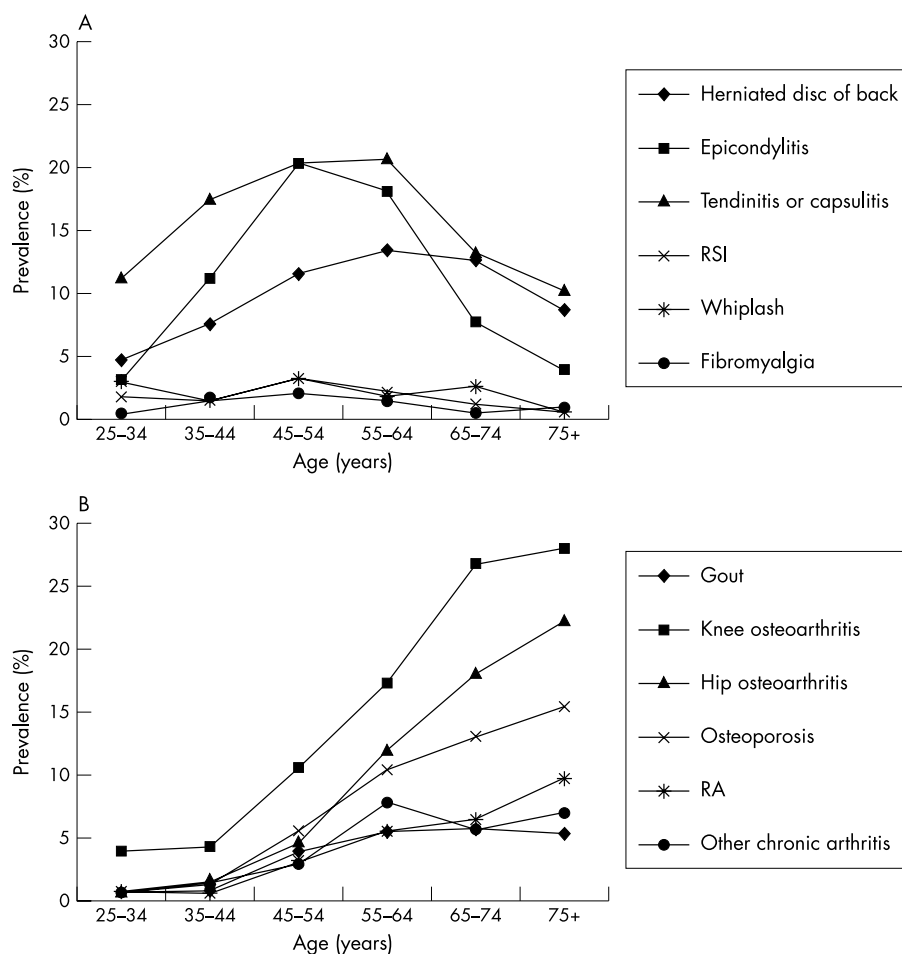 A
30
25
20
15
10
5
0
Prevalence (%)
25–34 35–44 45–54 55–64 65–74 75+
Age (years)
Herniated disc of back
Epicondylitis
Tendinitis or capsulitis
RSI
Whiplash
Fibromyalgia
B
30
25
20
15
10
5
0
Prevalence (%)
25–34 35–44 45–54 55–64 65–74 75+
Age (years)
Gout
Knee osteoarthritis
Hip osteoarthritis
Osteoporosis
RA
Other chronic arthritis